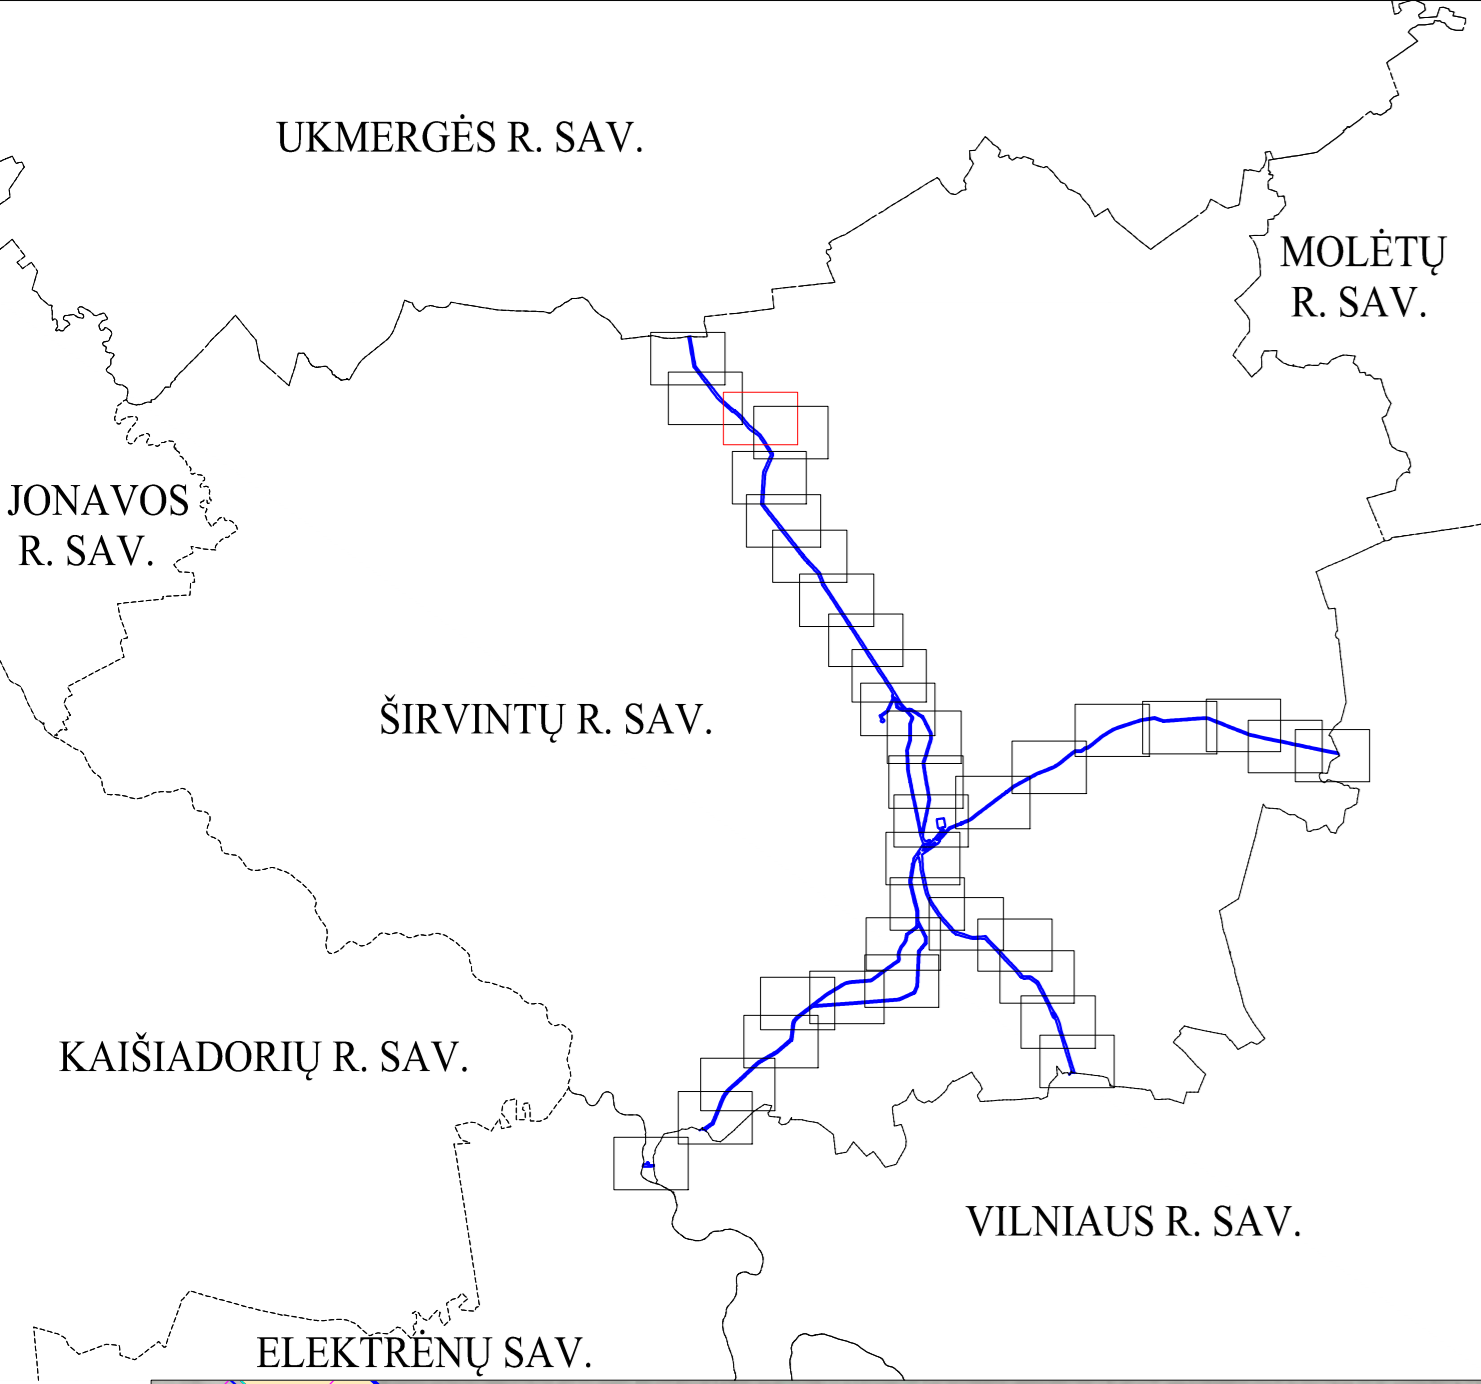 UKMERGĖS R. SAV.
MOLĖTŲ
R. SAV.
JONAVOS
R. SAV.
ŠIRVINTŲ R. SAV.
KAIŠIADORIŲ R. SAV.
VILNIAUS R. SAV.
ELEKTRĖNŲ SAV.